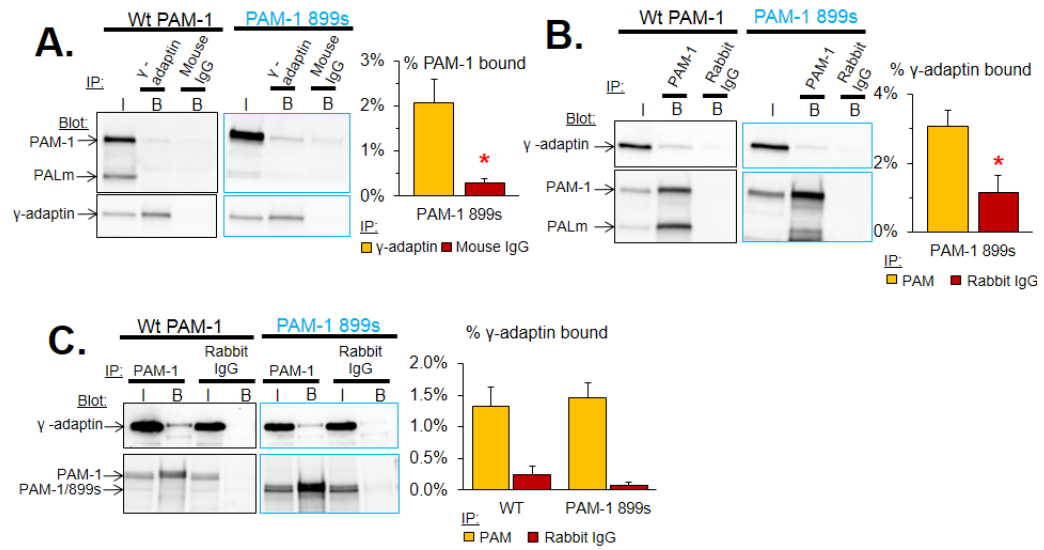 A.
Wt PAM-1
PAM-1 899s
IP:
γ - adaptin
Mouse IgG
γ - adaptin
Mouse IgG
I B B I B B
Blot:
PAM-1
PALm
γ-adaptin
% PAM-1 bound
3%
2%
1%
0%
PAM-1 899s
IP:
γ-adaptin Mouse IgG
*
B.
Wt PAM-1
PAM-1 899s
IP:
PAM-1
Rabbit IgG
PAM-1
Rabbit IgG
I B B I B B
Blot:
γ -adaptin
PAM-1
PALm
% γ-adaptin bound
4%
2%
0%
*
PAM-1 899s
IP:
PAM Rabbit IgG
C.
Wt PAM-1
PAM-1 899s
Rabbit IgG
Rabbit IgG
IP: PAM-1
PAM-1
I B I B I B I B
Blot:
γ -adaptin
PAM-1
PAM-1/899s
% γ-adaptin bound
2.0%
1.5%
1.0%
0.5%
0.0%
WT PAM-1 899s
IP:
PAM Rabbit IgG